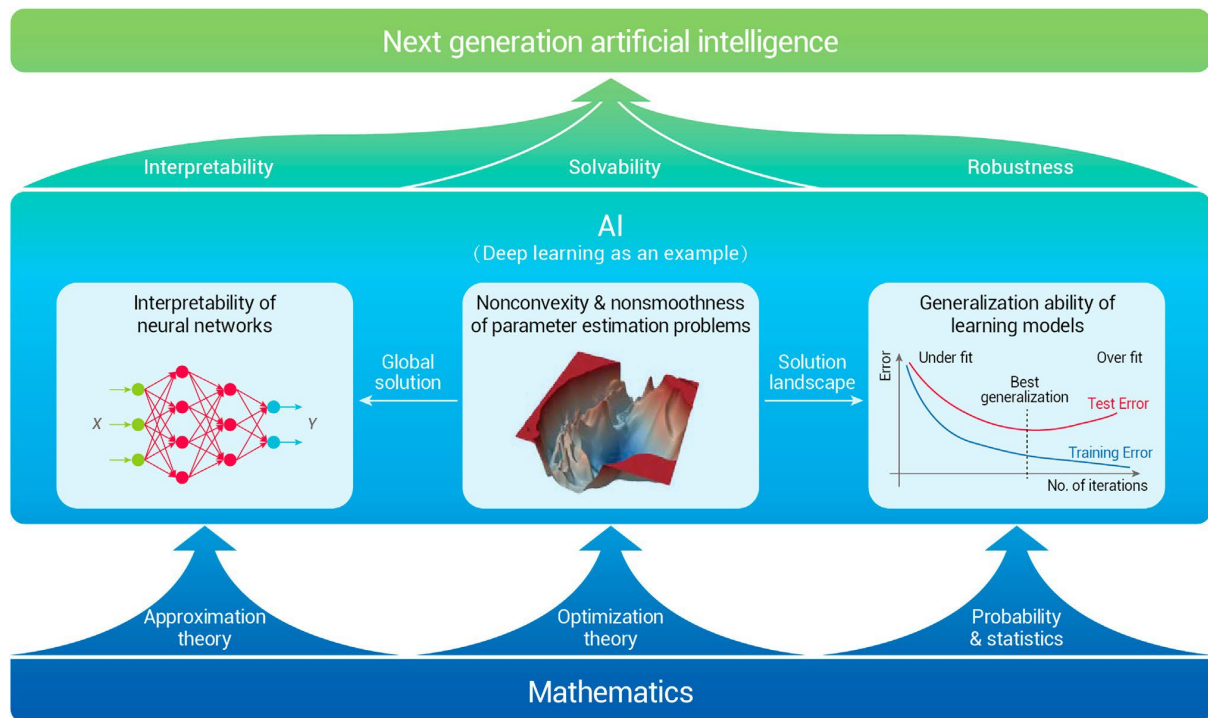 Next generation artificial intelligence
Interpretability
Solvability
Robustness
AI
（Deep learning as an example）
Interpretability of
neural networks
X
Y
Global
solution
Nonconvexity & nonsmoothness
of parameter estimation problems
Solution
landscape
Generalization ability of
learning models
Error
Under fit
Over fit
Best
generalization
Test Error
Training Error
No. of iterations
Approximation
theory
Optimization
theory
Probability
& statistics
Mathematics